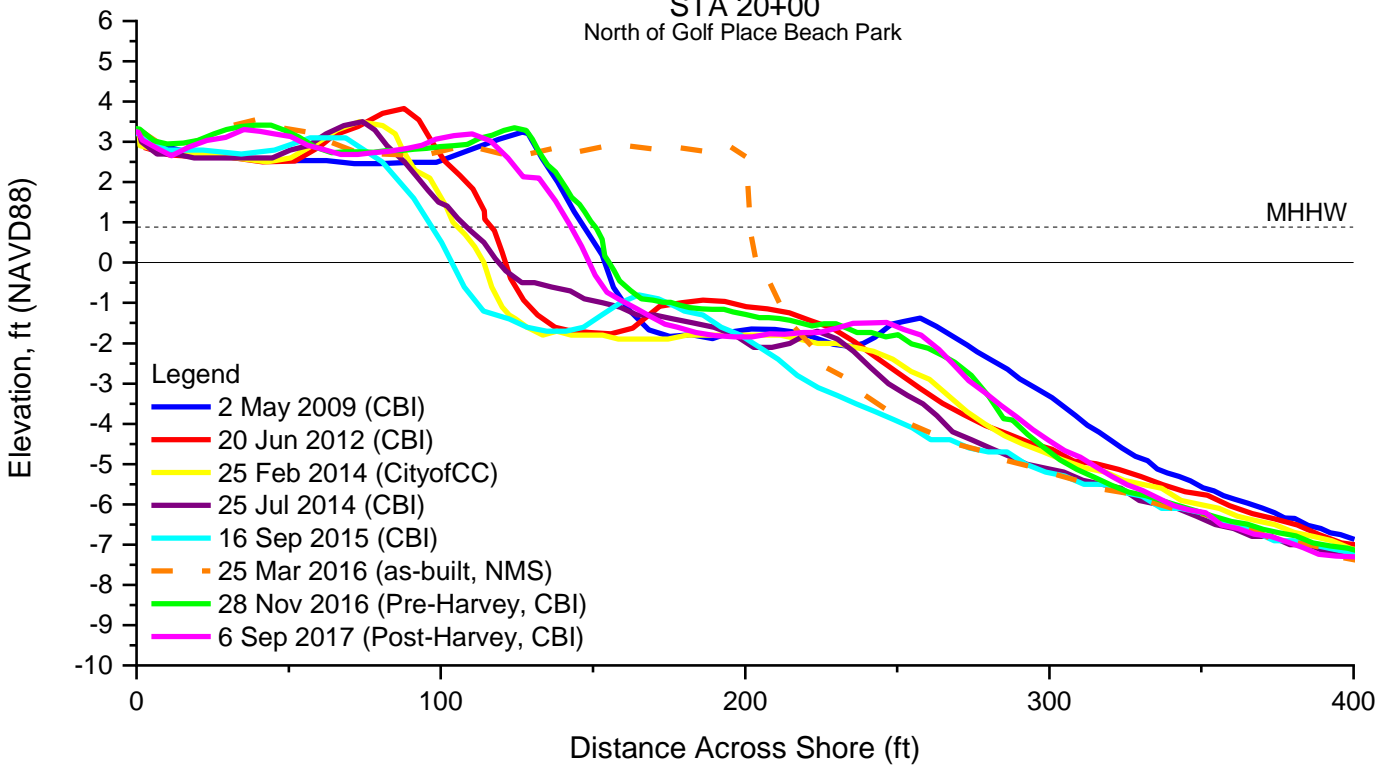 STA 20+00
North of Golf Place Beach Park
6
5
4
3
2
1
0
-1
-2
-3
-4
-5
-6
-7
-8
-9
-10
Elevation, ft (NAVD88)
MHHW
Legend
2 May 2009 (CBI)
20 Jun 2012 (CBI)
25 Feb 2014 (CityofCC)
25 Jul 2014 (CBI)
16 Sep 2015 (CBI)
25 Mar 2016 (as-built, NMS)
28 Nov 2016 (Pre-Harvey, CBI)
6 Sep 2017 (Post-Harvey, CBI)
0 100 200 300 400
Distance Across Shore (ft)